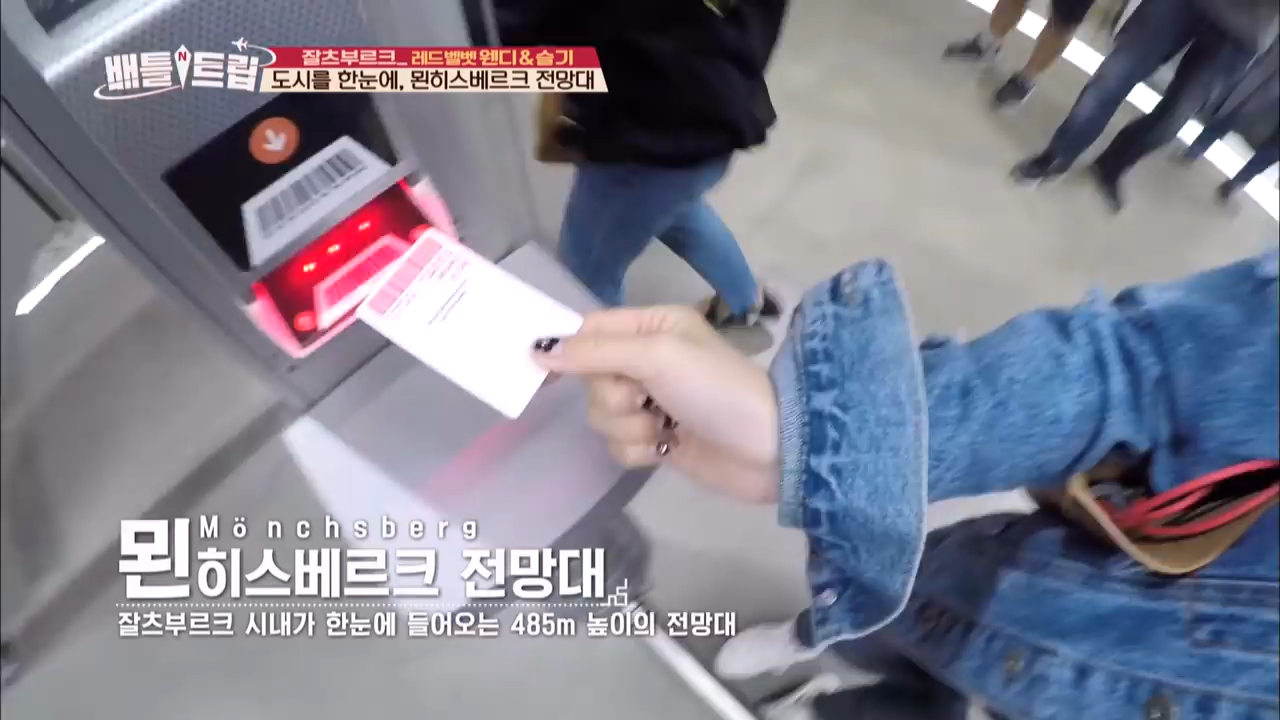 배틀트립
잘츠부르크_ 레드벨벳 웬디&슬기
도시를 한눈에, 묀히스베르크 전망대
Mönchsberg
묀히스베르크 전망대
잘츠부르크 시내가 한눈에 들어오는 485m 높이의 전망대